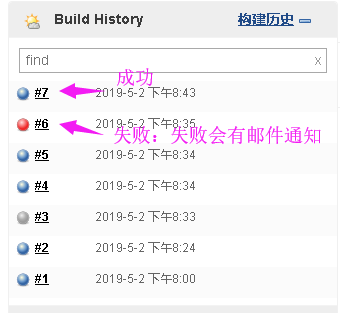 Build History 构建历史
find x
成功
#7 2019-5-2 下午8:43
#6 2019-5-2 下午8:35
失败：失败会有邮件通知
#5 2019-5-2 下午8:34
#4 2019-5-2 下午8:34
#3 2019-5-2 下午8:33
#2 2019-5-2 下午8:24
#1 2019-5-2 下午8:00